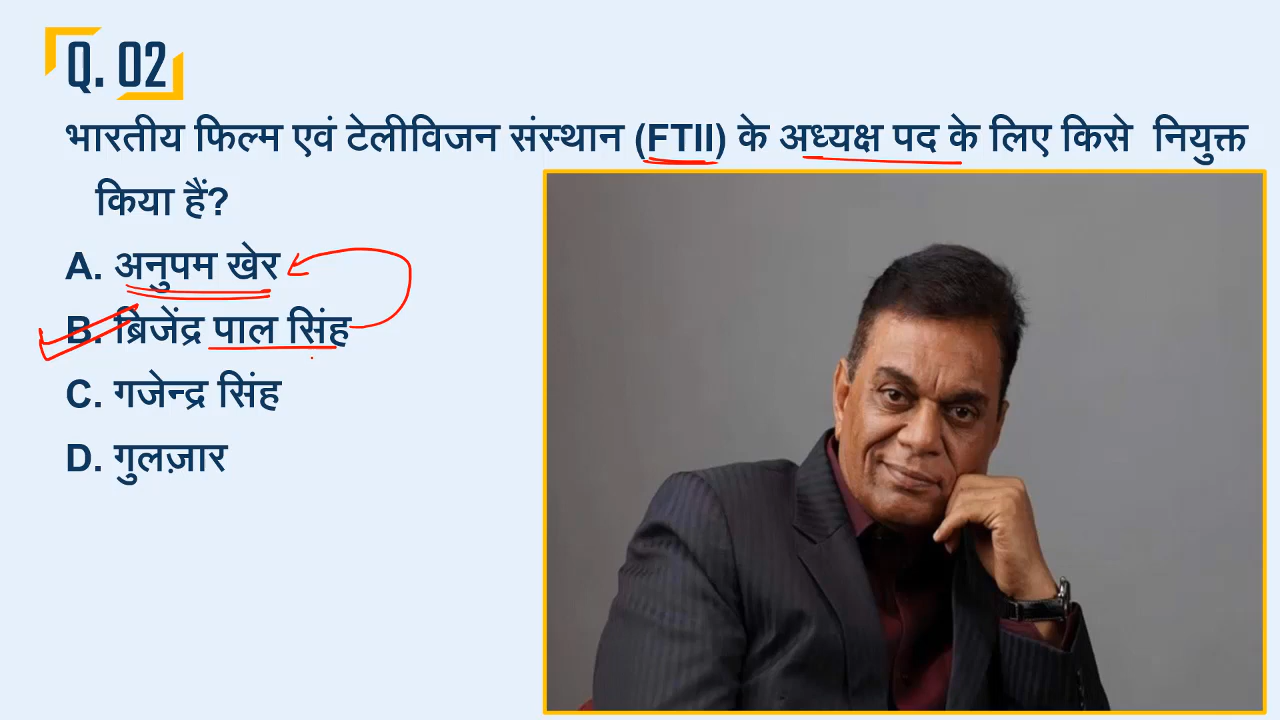 Q. 02
भारतीय फिल्म एवं टेलीविजन संस्थान (FTII) के अध्यक्ष पद के लिए किसे नियुक्त
किया हैं?
A. अनुपम खेर
B. ब्रिजेंद्र पाल सिंह
C. गजेन्द्र सिंह
D. गुलज़ार